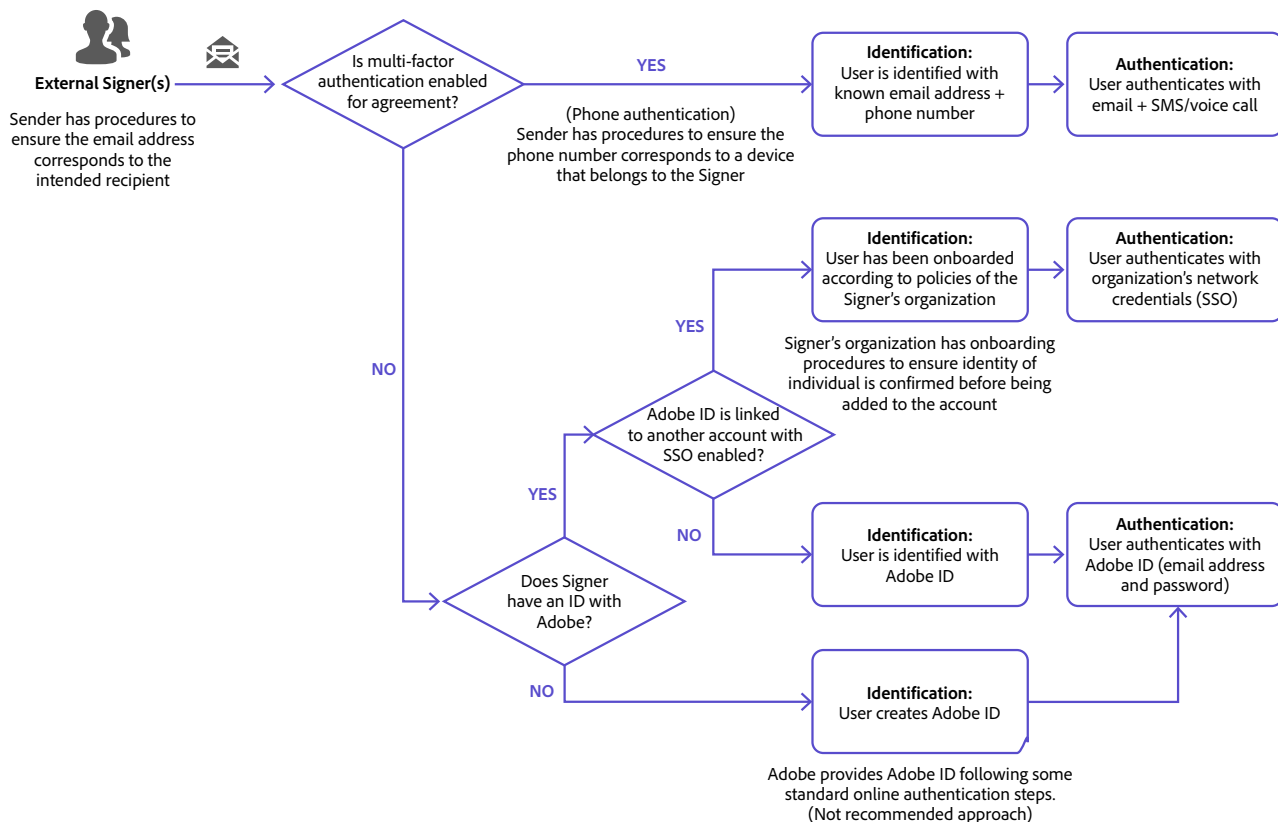 External Signer(s)
Sender has procedures to
ensure the email address
corresponds to the
intended recipient
Is multi-factor
authentication enabled
for agreement?
YES
(Phone authentication)
Sender has procedures to ensure the
phone number corresponds to a device
that belongs to the Signer
Identification:
User is identified with
known email address +
phone number
Authentication:
User authenticates with
email + SMS/voice call
NO
Does Signer
have an ID with
Adobe?
YES
Adobe ID is linked
to another account with
SSO enabled?
YES
Identification:
User has been onboarded
according to policies of the
Signer's organization
Authentication:
User authenticates with
organization's network
credentials (SSO)
Signer's organization has onboarding
procedures to ensure identity of
individual is confirmed before being
added to the account
NO
Identification:
User is identified with
Adobe ID
Authentication:
User authenticates with
Adobe ID (email address
and password)
NO
Identification:
User creates Adobe ID
Adobe provides Adobe ID following some
standard online authentication steps.
(Not recommended approach)